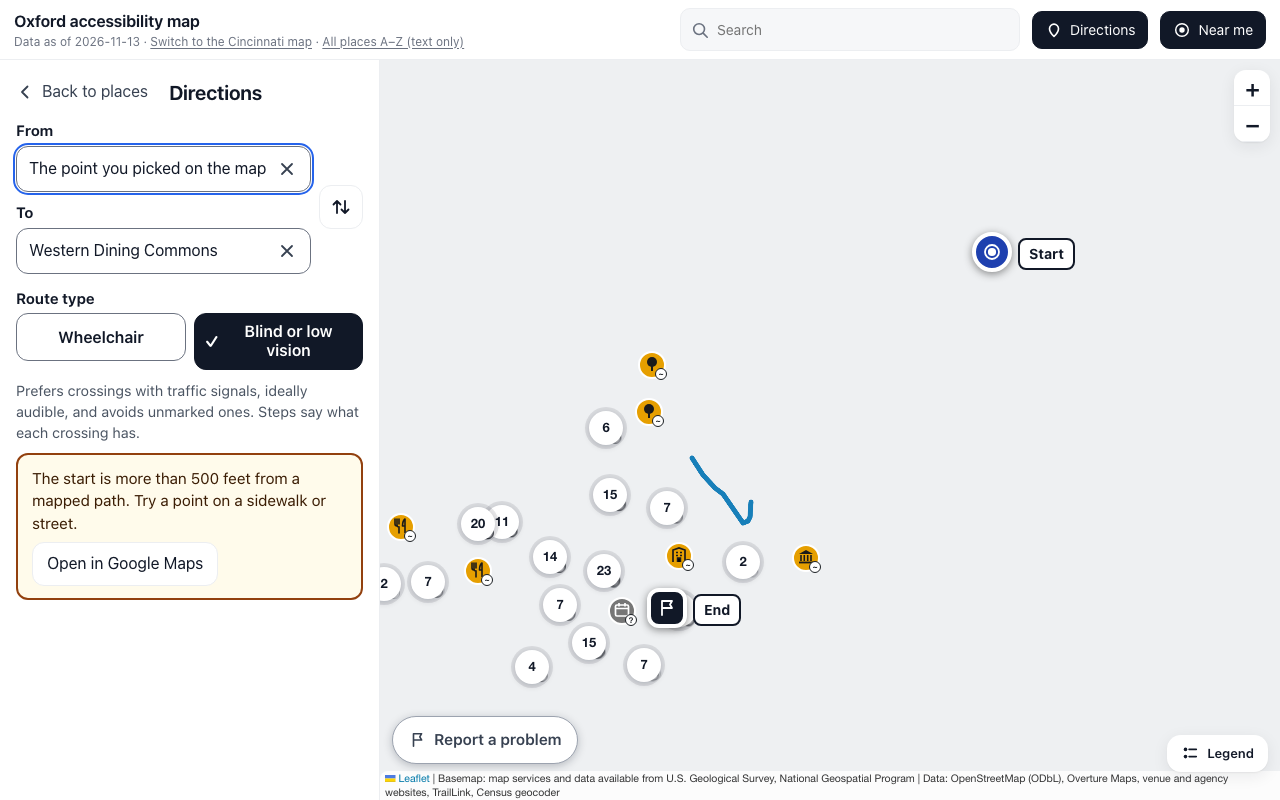 Oxford accessibility map
Data as of 2026-11-13 · Switch to the Cincinnati map · All places A–Z (text only)
Search
Directions
Near me
Back to places
Directions
From
The point you picked on the map
To
Western Dining Commons
Route type
Wheelchair
Blind or low
vision
Prefers crossings with traffic signals, ideally
audible, and avoids unmarked ones. Steps say what
each crossing has.
The start is more than 500 feet from a
mapped path. Try a point on a sidewalk or
street.
Open in Google Maps
+
−
Start
6
15
7
20
11
14
23
2
2
7
7
?
End
15
4
7
Report a problem
Legend
Leaflet | Basemap: map services and data available from U.S. Geological Survey, National Geospatial Program | Data: OpenStreetMap (ODbL), Overture Maps, venue and agency
websites, TrailLink, Census geocoder